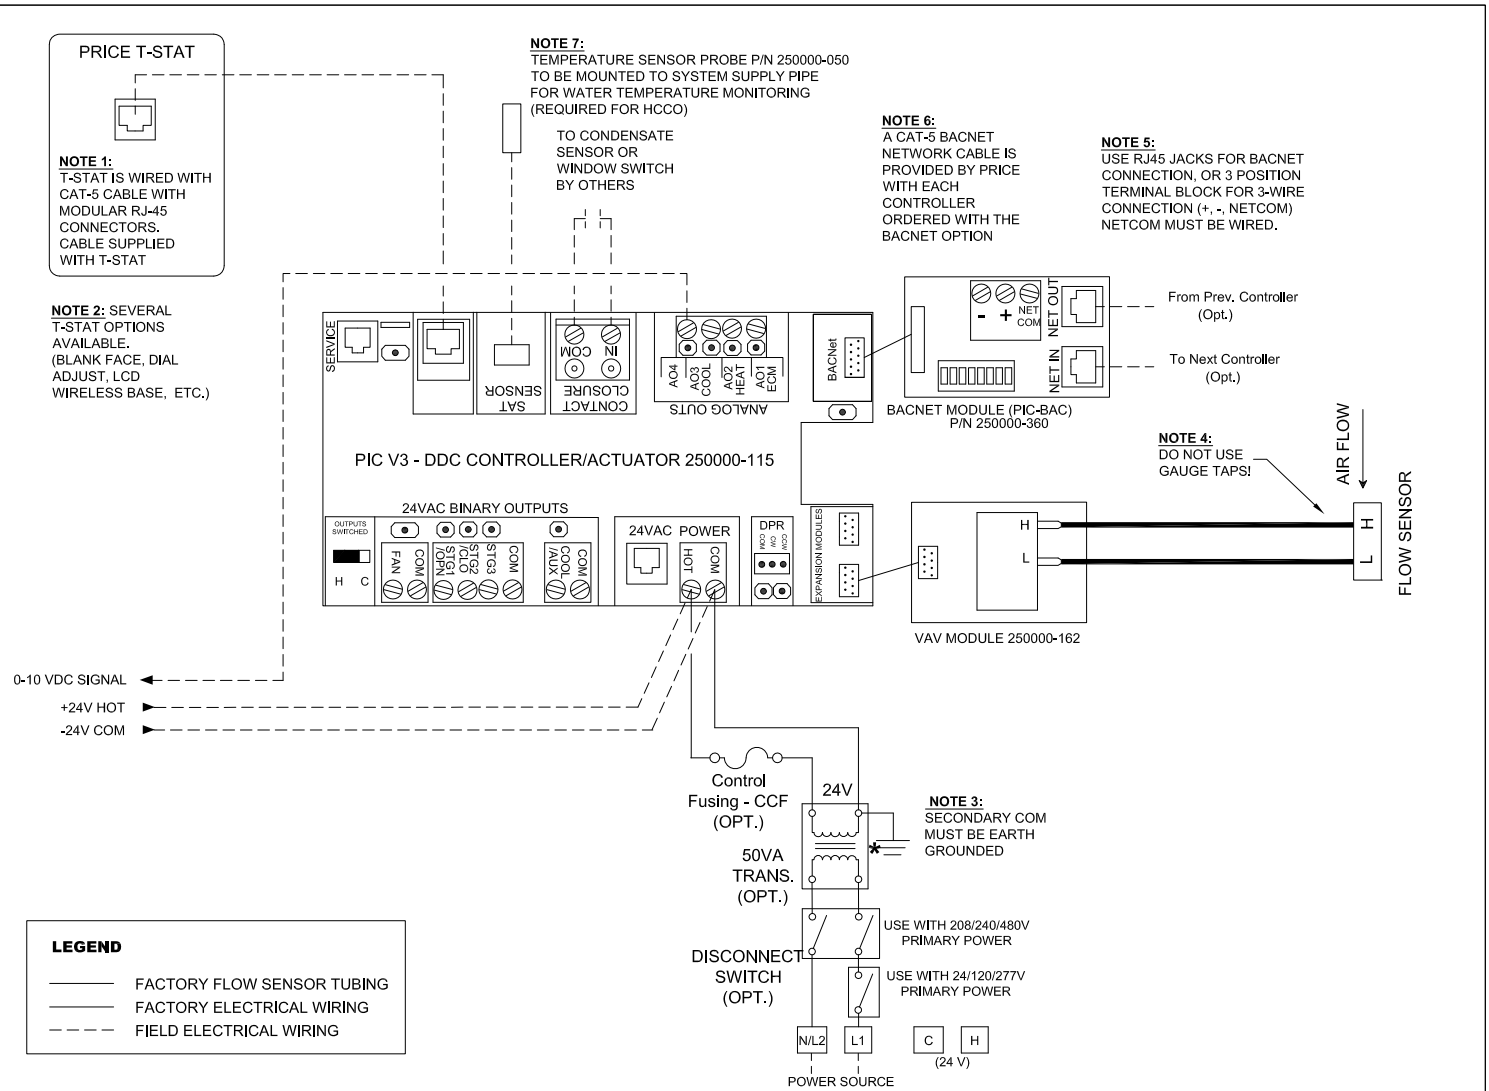 PRICE T-STAT
NOTE 1:
T-STAT IS WIRED WITH
CAT-5 CABLE WITH
MODULAR RJ-45
CONNECTORS.
CABLE SUPPLIED
WITH T-STAT
NOTE 2: SEVERAL
T-STAT OPTIONS
AVAILABLE.
(BLANK FACE, DIAL
ADJUST, LCD
WIRELESS BASE, ETC.)
NOTE 7:
TEMPERATURE SENSOR PROBE P/N 250000-050
TO BE MOUNTED TO SYSTEM SUPPLY PIPE
FOR WATER TEMPERATURE MONITORING
(REQUIRED FOR HCCO)
TO CONDENSATE
SENSOR OR
WINDOW SWITCH
BY OTHERS
NOTE 6:
A CAT-5 BACNET
NETWORK CABLE IS
PROVIDED BY PRICE
WITH EACH
CONTROLLER
ORDERED WITH THE
BACNET OPTION
NOTE 5:
USE RJ45 JACKS FOR BACNET
CONNECTION, OR 3 POSITION
TERMINAL BLOCK FOR 3-WIRE
CONNECTION (+, -, NETCOM)
NETCOM MUST BE WIRED.
SERVICE
SAT
SENSOR
COM
IN
CONTACT
CLOSURE
AO4
AO3
COOL
AO2
HEAT
AO1
ECM
ANALOG OUTS
BACNet
- + NET
COM
NET OUT
NET IN
From Prev. Controller
(Opt.)
To Next Controller
(Opt.)
BACNET MODULE (PIC-BAC)
P/N 250000-360
PIC V3 - DDC CONTROLLER/ACTUATOR 250000-115
NOTE 4:
DO NOT USE
GAUGE TAPS!
AIR FLOW
FLOW SENSOR
H
L
24VAC BINARY OUTPUTS
OUTPUTS
SWITCHED
H C
FAN
COM
STG1
/OPN
STG2
/CLO
STG3
COM
COOL
/AUX
COM
24VAC POWER
HOT
COM
DPR
COM
CW
CCW
EXPANSION MODULES
H
L
VAV MODULE 250000-162
0-10 VDC SIGNAL
+24V HOT
-24V COM
Control
Fusing - CCF
(OPT.)
24V
NOTE 3:
SECONDARY COM
MUST BE EARTH
GROUNDED
*
50VA
TRANS.
(OPT.)
USE WITH 208/240/480V
PRIMARY POWER
DISCONNECT
SWITCH
(OPT.)
USE WITH 24/120/277V
PRIMARY POWER
N/L2
L1
C
H
(24 V)
POWER SOURCE
LEGEND
FACTORY FLOW SENSOR TUBING
FACTORY ELECTRICAL WIRING
FIELD ELECTRICAL WIRING